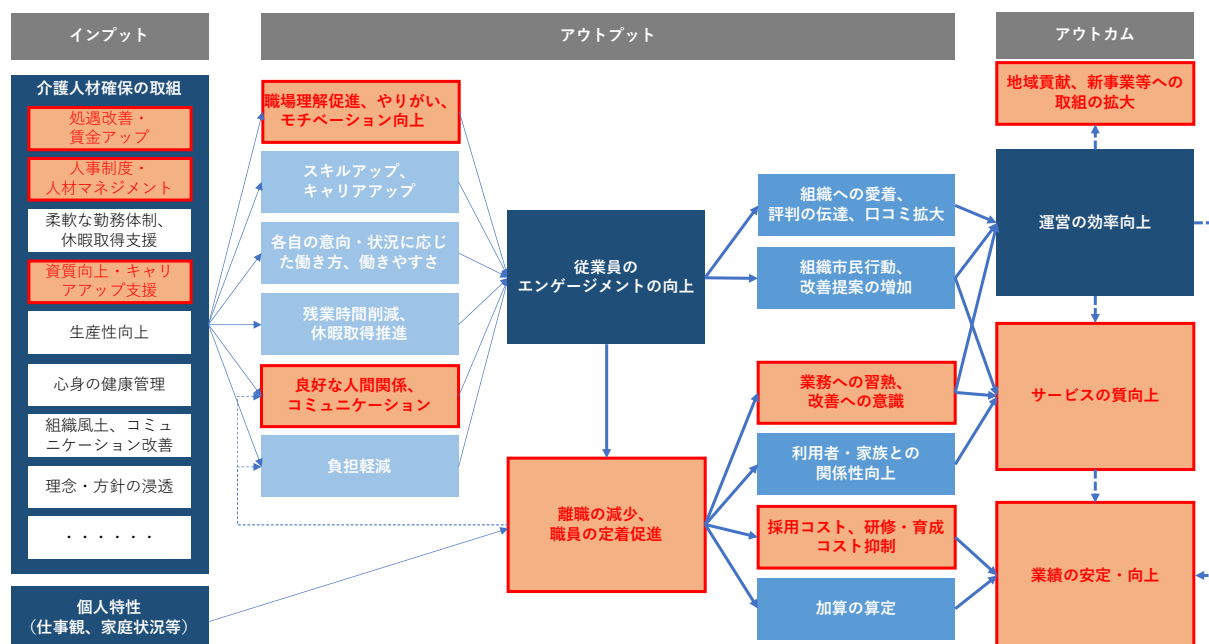 インプット
アウトプット
アウトカム
介護人材確保の取組
処遇改善・
賃金アップ
人事制度・
人材マネジメント
柔軟な勤務体制、
休暇取得支援
資質向上・キャリ
アアップ支援
生産性向上
心身の健康管理
組織風土、コミュ
ニケーション改善
理念・方針の浸透
・・・・・・
個人特性
（仕事観、家庭状況等）
職場理解促進、やりがい、
モチベーション向上
スキルアップ、
キャリアアップ
各自の意向・状況に応じ
た働き方、働きやすさ
残業時間削減、
休暇取得推進
良好な人間関係、
コミュニケーション
負担軽減
従業員の
エンゲージメントの向上
離職の減少、
職員の定着促進
組織への愛着、
評判の伝達、口コミ拡大
組織市民行動、
改善提案の増加
業務への習熟、
改善への意識
利用者・家族との
関係性向上
採用コスト、研修・育成
コスト抑制
加算の算定
地域貢献、新事業等への
取組の拡大
運営の効率向上
サービスの質向上
業績の安定・向上